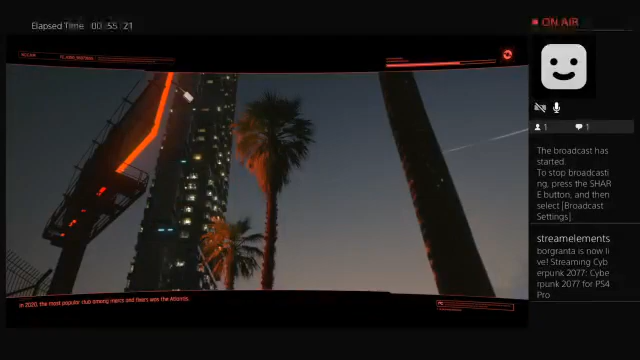 Elapsed Time 00:55:21
ON AIR
1
1
The broadcast has
started.
To stop broadcasti
ng, press the SHAR
E button, and then
select [Broadcast
Settings].
streamelements
borgranta is now li
ve! Streaming Cyb
erpunk 2077: Cybe
rpunk 2077 for PS4
Pro
In 2020, the most popular club among mercs and fixers was the Atlantis.